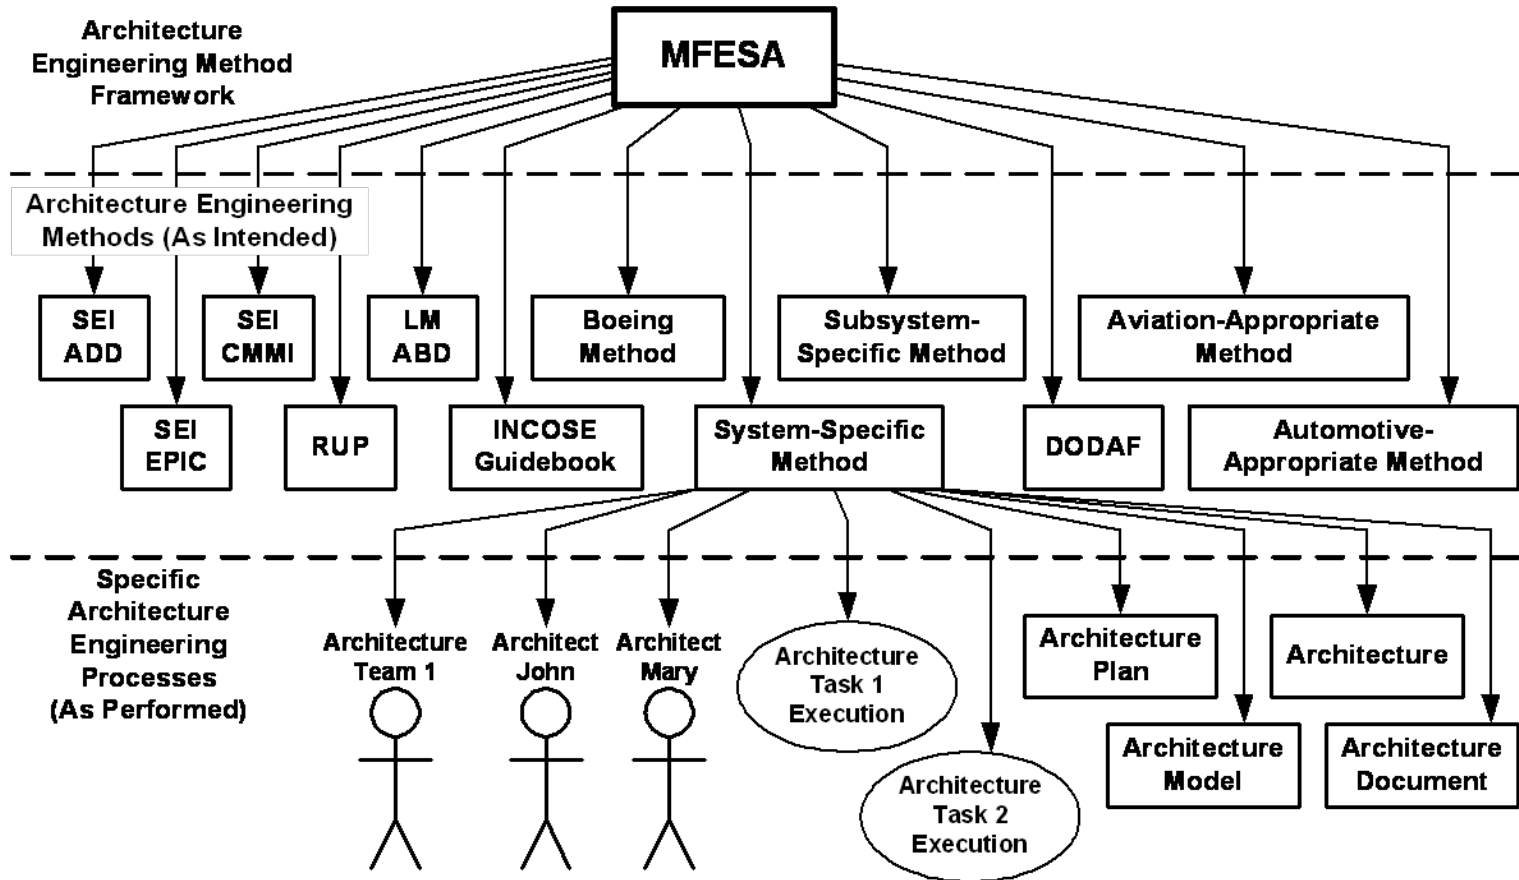 Architecture
Engineering Method
Framework
MFESA
Architecture Engineering
Methods (As Intended)
SEI
ADD
SEI
CMMI
LM
ABD
Boeing
Method
Subsystem-
Specific Method
Aviation-Appropriate
Method
SEI
EPIC
RUP
INCOSE
Guidebook
System-Specific
Method
DODAF
Automotive-
Appropriate Method
Specific
Architecture
Engineering
Processes
(As Performed)
Architecture
Team 1
Architect
John
Architect
Mary
Architecture
Task 1
Execution
Architecture
Task 2
Execution
Architecture
Plan
Architecture
Architecture
Model
Architecture
Document